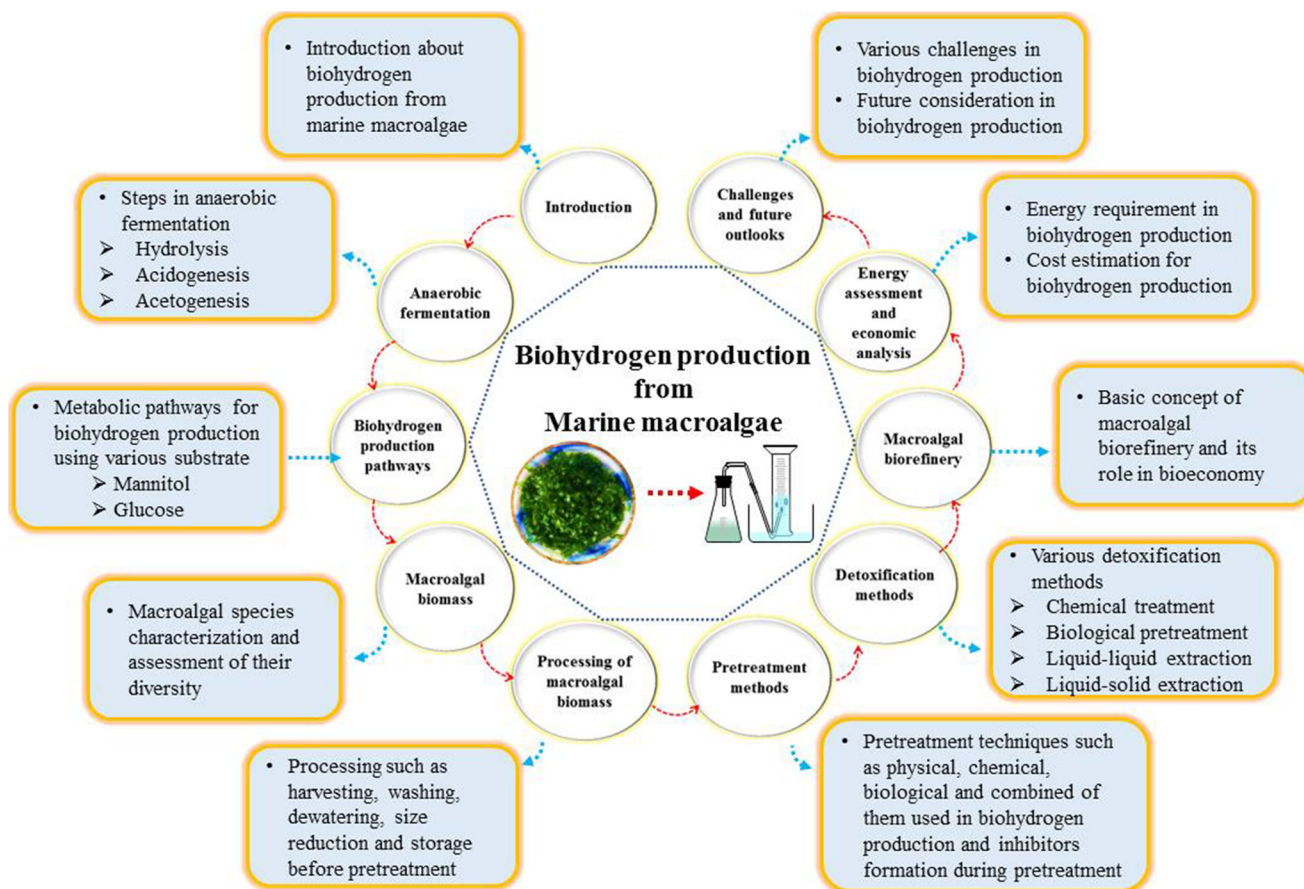 • Introduction about
biohydrogen
production from
marine macroalgae
• Various challenges in
biohydrogen production
• Future consideration in
biohydrogen production
Introduction
Challenges
and future
outlooks
• Steps in anaerobic
fermentation
➢ Hydrolysis
➢ Acidogenesis
➢ Acetogenesis
• Energy requirement in
biohydrogen production
• Cost estimation for
biohydrogen production
Anaerobic
fermentation
Energy
assessment
and
economic
analysis
Biohydrogen production
from
Marine macroalgae
• Metabolic pathways for
biohydrogen production
using various substrate
➢ Mannitol
➢ Glucose
Biohydrogen
production
pathways
Macroalgal
biorefinery
• Basic concept of
macroalgal
biorefinery and its
role in bioeconomy
Macroalgal
biomass
Detoxification
methods
• Macroalgal species
characterization and
assessment of their
diversity
• Various detoxification
methods
➢ Chemical treatment
➢ Biological pretreatment
➢ Liquid-liquid extraction
➢ Liquid-solid extraction
Processing of
macroalgal
biomass
Pretreatment
methods
• Processing such as
harvesting, washing,
dewatering, size
reduction and storage
before pretreatment
• Pretreatment techniques such
as physical, chemical,
biological and combined of
them used in biohydrogen
production and inhibitors
formation during pretreatment